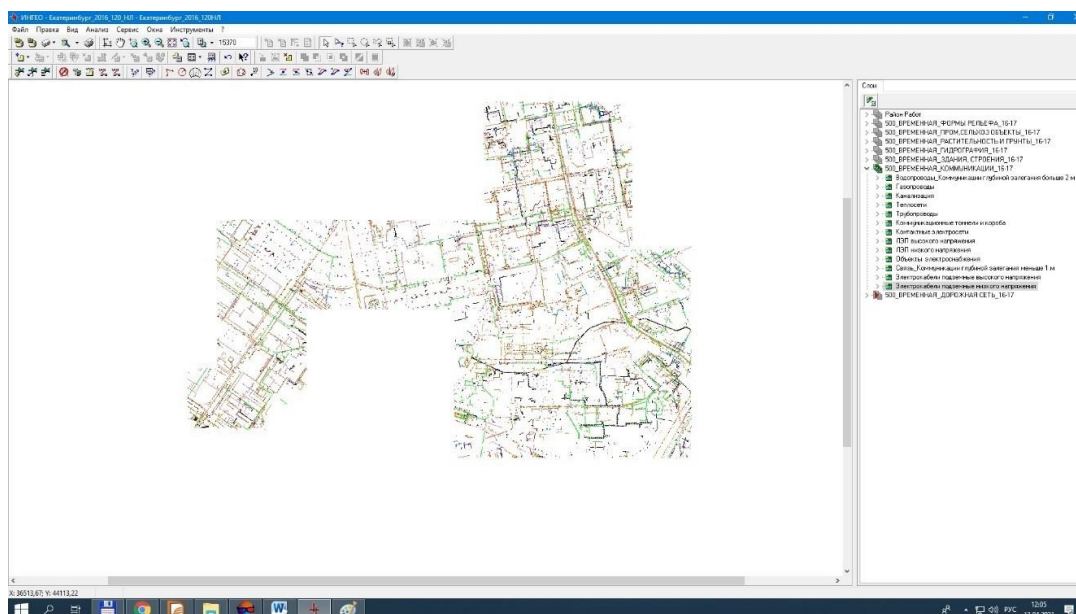 ИНГЕО - Екатеринбург_2016_120_НЛ - Екатеринбург_2016_120НЛ
Файл Правка Вид Анализ Сервис Окна Инструменты ?
15370
Слои
Район Работ
500_ВРЕМЕННАЯ_ФОРМЫ РЕЛЬЕФА_16-17
500_ВРЕМЕННАЯ_ПРОМ.СЕЛЬХОЗ ОБЪЕКТЫ_16-17
500_ВРЕМЕННАЯ_РАСТИТЕЛЬНОСТЬ И ГРУНТЫ_16-17
500_ВРЕМЕННАЯ_ГИДРОГРАФИЯ_16-17
500_ВРЕМЕННАЯ_ЗДАНИЯ, СТРОЕНИЯ_16-17
500_ВРЕМЕННАЯ_КОММУНИКАЦИИ_16-17
Водопроводы_Коммуникации глубиной залегания больше 2 м
Газопроводы
Канализация
Теплосети
Трубопроводы
Коммуникационные тоннели и короба
Контактные электросети
ЛЭП высокого напряжения
ЛЭП низкого напряжения
Объекты электроснабжения
Связь_Коммуникации глубиной залегания меньше 1 м
Электрокабели подземные высокого напряжения
Электрокабели подземные низкого напряжения
500_ВРЕМЕННАЯ_ДОРОЖНАЯ СЕТЬ_16-17
X: 36513,67; Y: 44113,22
РУС
12:05